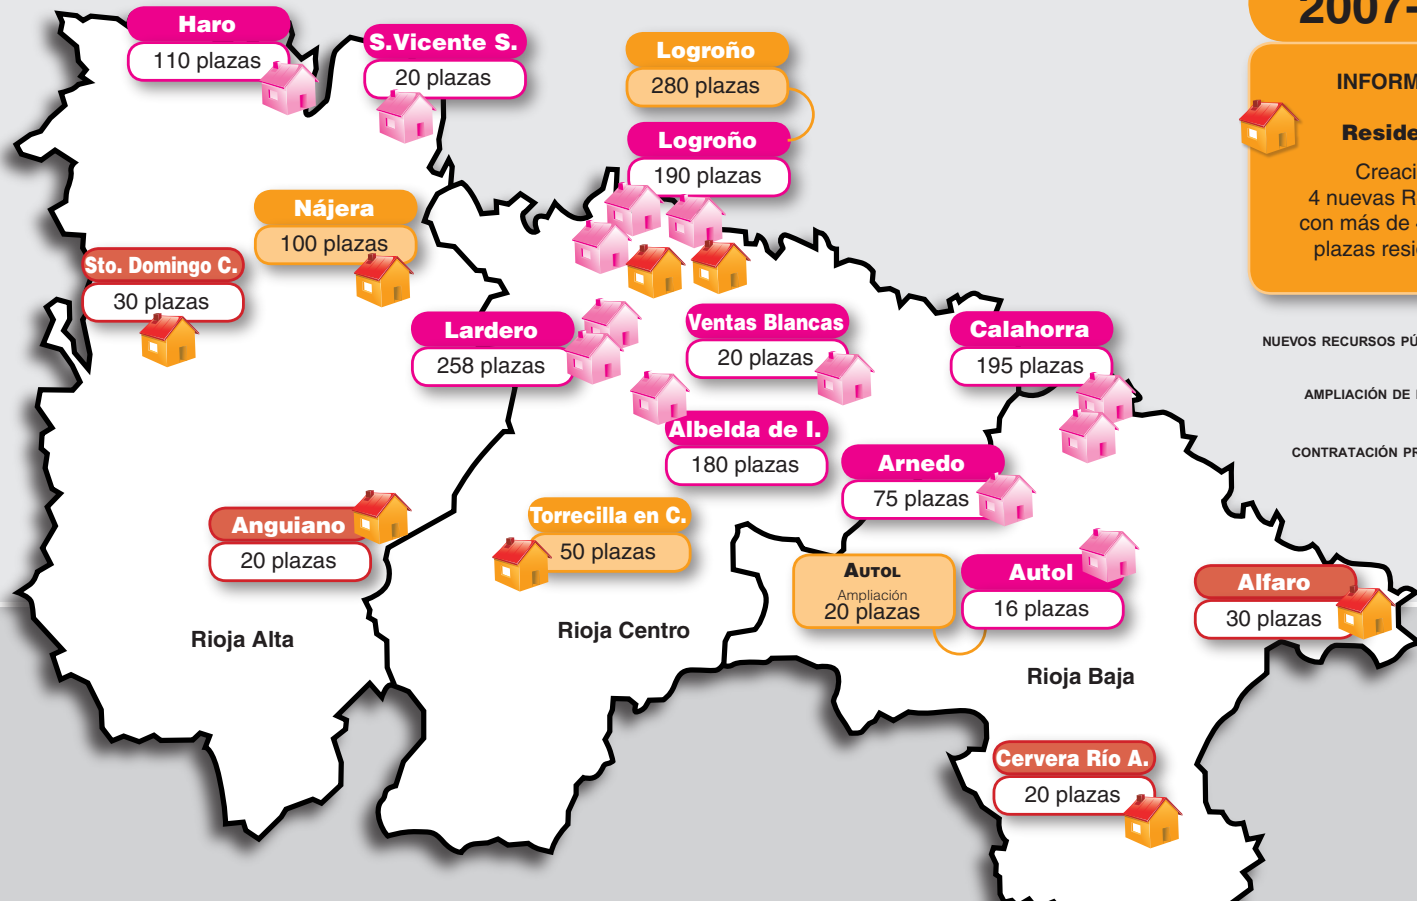 Haro
110 plazas
S.Vicente S.
20 plazas
Logroño
280 plazas
Logroño
190 plazas
Nájera
100 plazas
Sto. Domingo C.
30 plazas
Lardero
258 plazas
Ventas Blancas
20 plazas
Calahorra
195 plazas
Albelda de I.
180 plazas
Arnedo
75 plazas
Anguiano
20 plazas
Torrecilla en C.
50 plazas
AUTOL
Ampliación
20 plazas
Autol
16 plazas
Alfaro
30 plazas
Rioja Alta
Rioja Centro
Rioja Baja
Cervera Río A.
20 plazas
2007-
INFORM
Reside
Creaci
4 nuevas R
con más de
plazas resi
NUEVOS RECURSOS PÚ
AMPLIACIÓN DE
CONTRATACIÓN PR